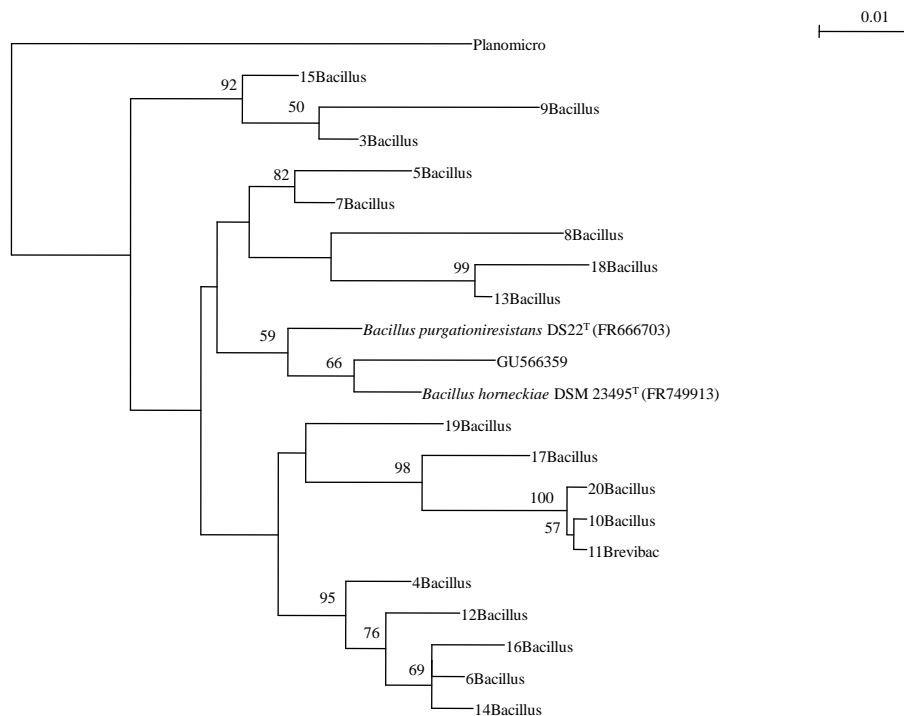 0.01
Planomicro
15Bacillus
92
50
9Bacillus
3Bacillus
82
5Bacillus
7Bacillus
8Bacillus
99
18Bacillus
13Bacillus
59
Bacillus purgationiresistans DS22ᵀ (FR666703)
66
GU566359
Bacillus horneckiae DSM 23495ᵀ (FR749913)
19Bacillus
98
17Bacillus
100
20Bacillus
57
10Bacillus
11Brevibac
95
4Bacillus
76
12Bacillus
69
16Bacillus
6Bacillus
14Bacillus